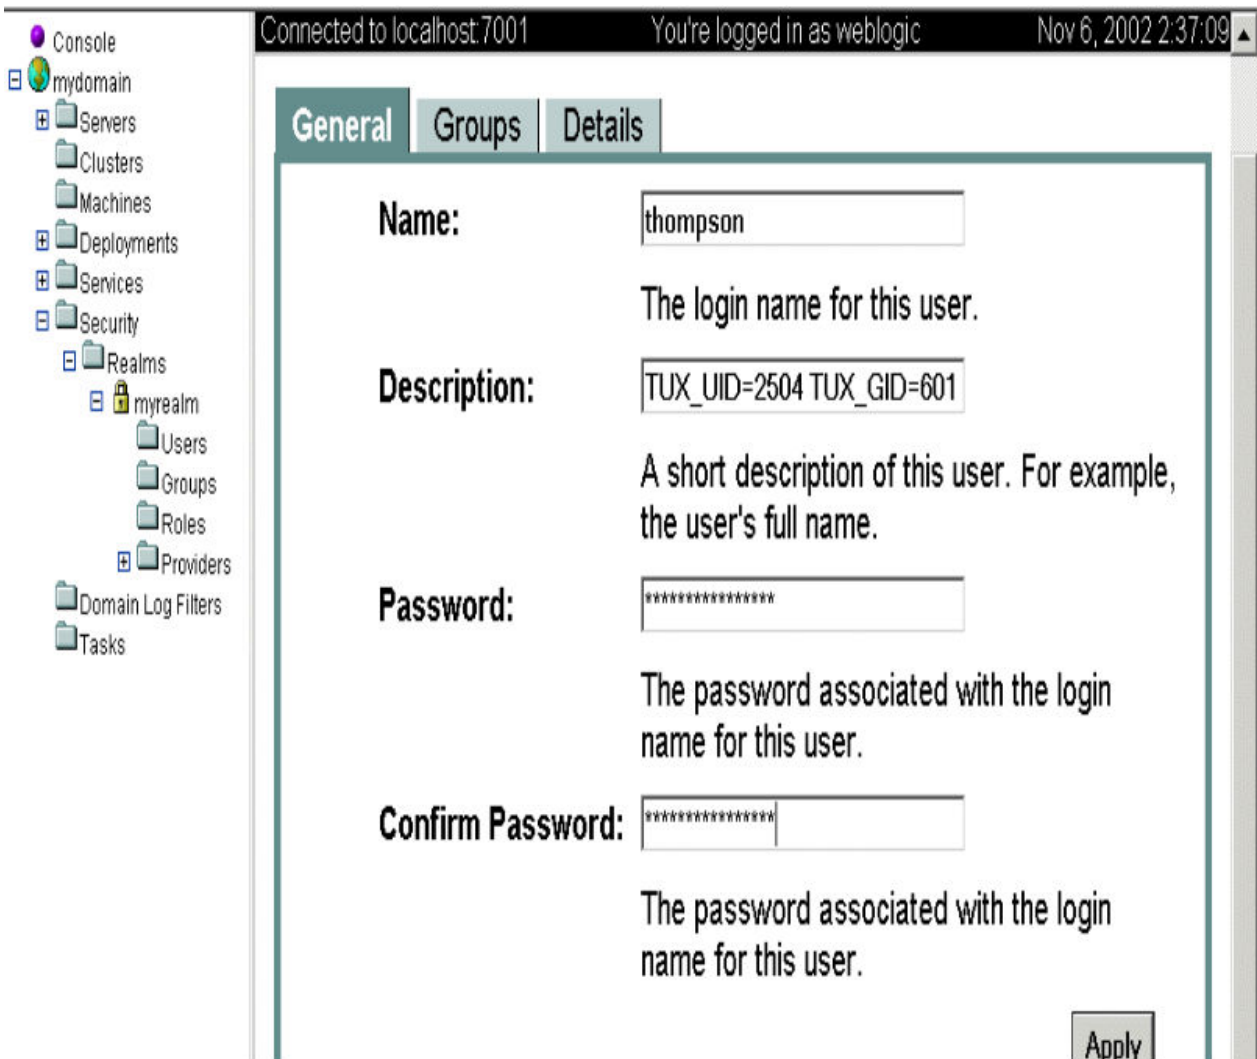 Console
mydomain
Servers
Clusters
Machines
Deployments
Services
Security
Realms
myrealm
Users
Groups
Roles
Providers
Domain Log Filters
Tasks
Connected to localhost:7001 You're logged in as weblogic Nov 6, 2002 2:37:09
General Groups Details
Name: thompson
The login name for this user.
Description: TUX_UID=2504 TUX_GID=601
A short description of this user. For example,
the user's full name.
Password: ****************
The password associated with the login
name for this user.
Confirm Password: ****************
The password associated with the login
name for this user.
Apply